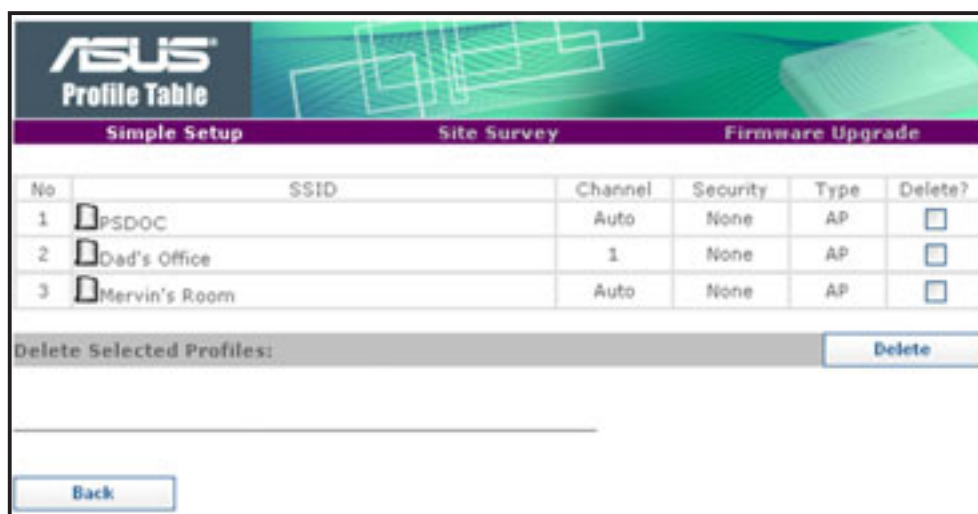 ASUS
Profile Table
Simple Setup Site Survey Firmware Upgrade
No SSID Channel Security Type Delete?
1 PSDOC Auto None AP
2 Dad's Office 1 None AP
3 Mervin's Room Auto None AP
Delete Selected Profiles: Delete
Back